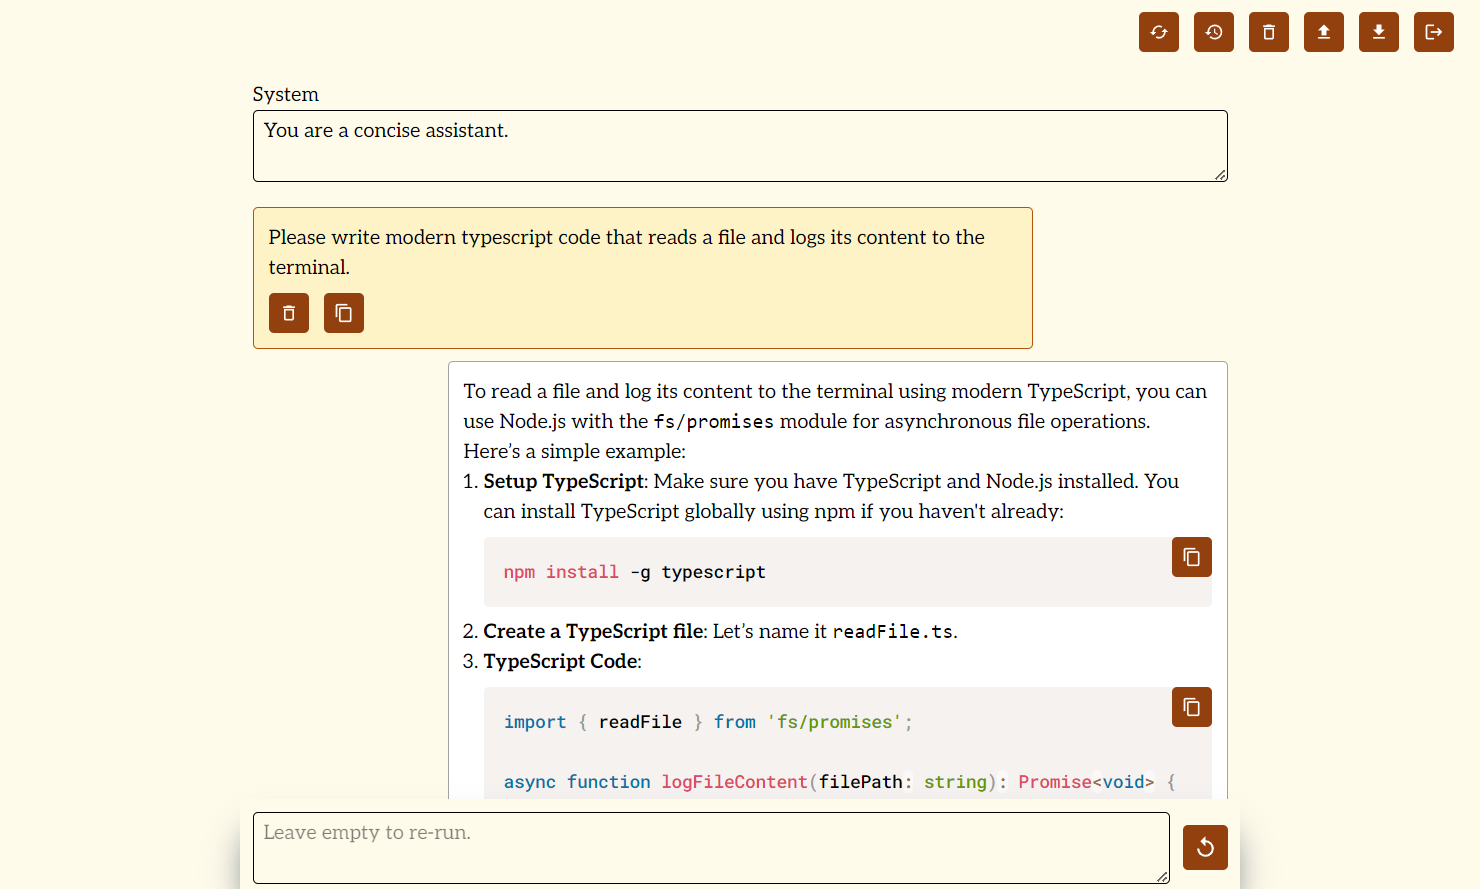 System
You are a concise assistant.
Please write modern typescript code that reads a file and logs its content to the
terminal.
To read a file and log its content to the terminal using modern TypeScript, you can
use Node.js with the fs/promises module for asynchronous file operations.
Here’s a simple example:
1. Setup TypeScript: Make sure you have TypeScript and Node.js installed. You
can install TypeScript globally using npm if you haven't already:
npm install -g typescript
2. Create a TypeScript file: Let’s name it readFile.ts.
3. TypeScript Code:
import { readFile } from 'fs/promises';
async function logFileContent(filePath: string): Promise<void> {
Leave empty to re-run.